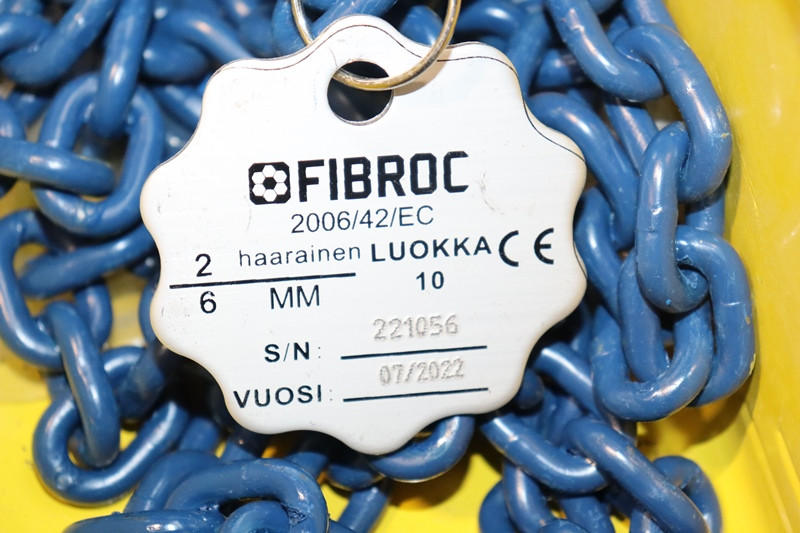 FIBROC
2006/42/EC
2 haarainen LUOKKA CE
6 MM 10
S/N: 221056
VUOSI: 07/2022